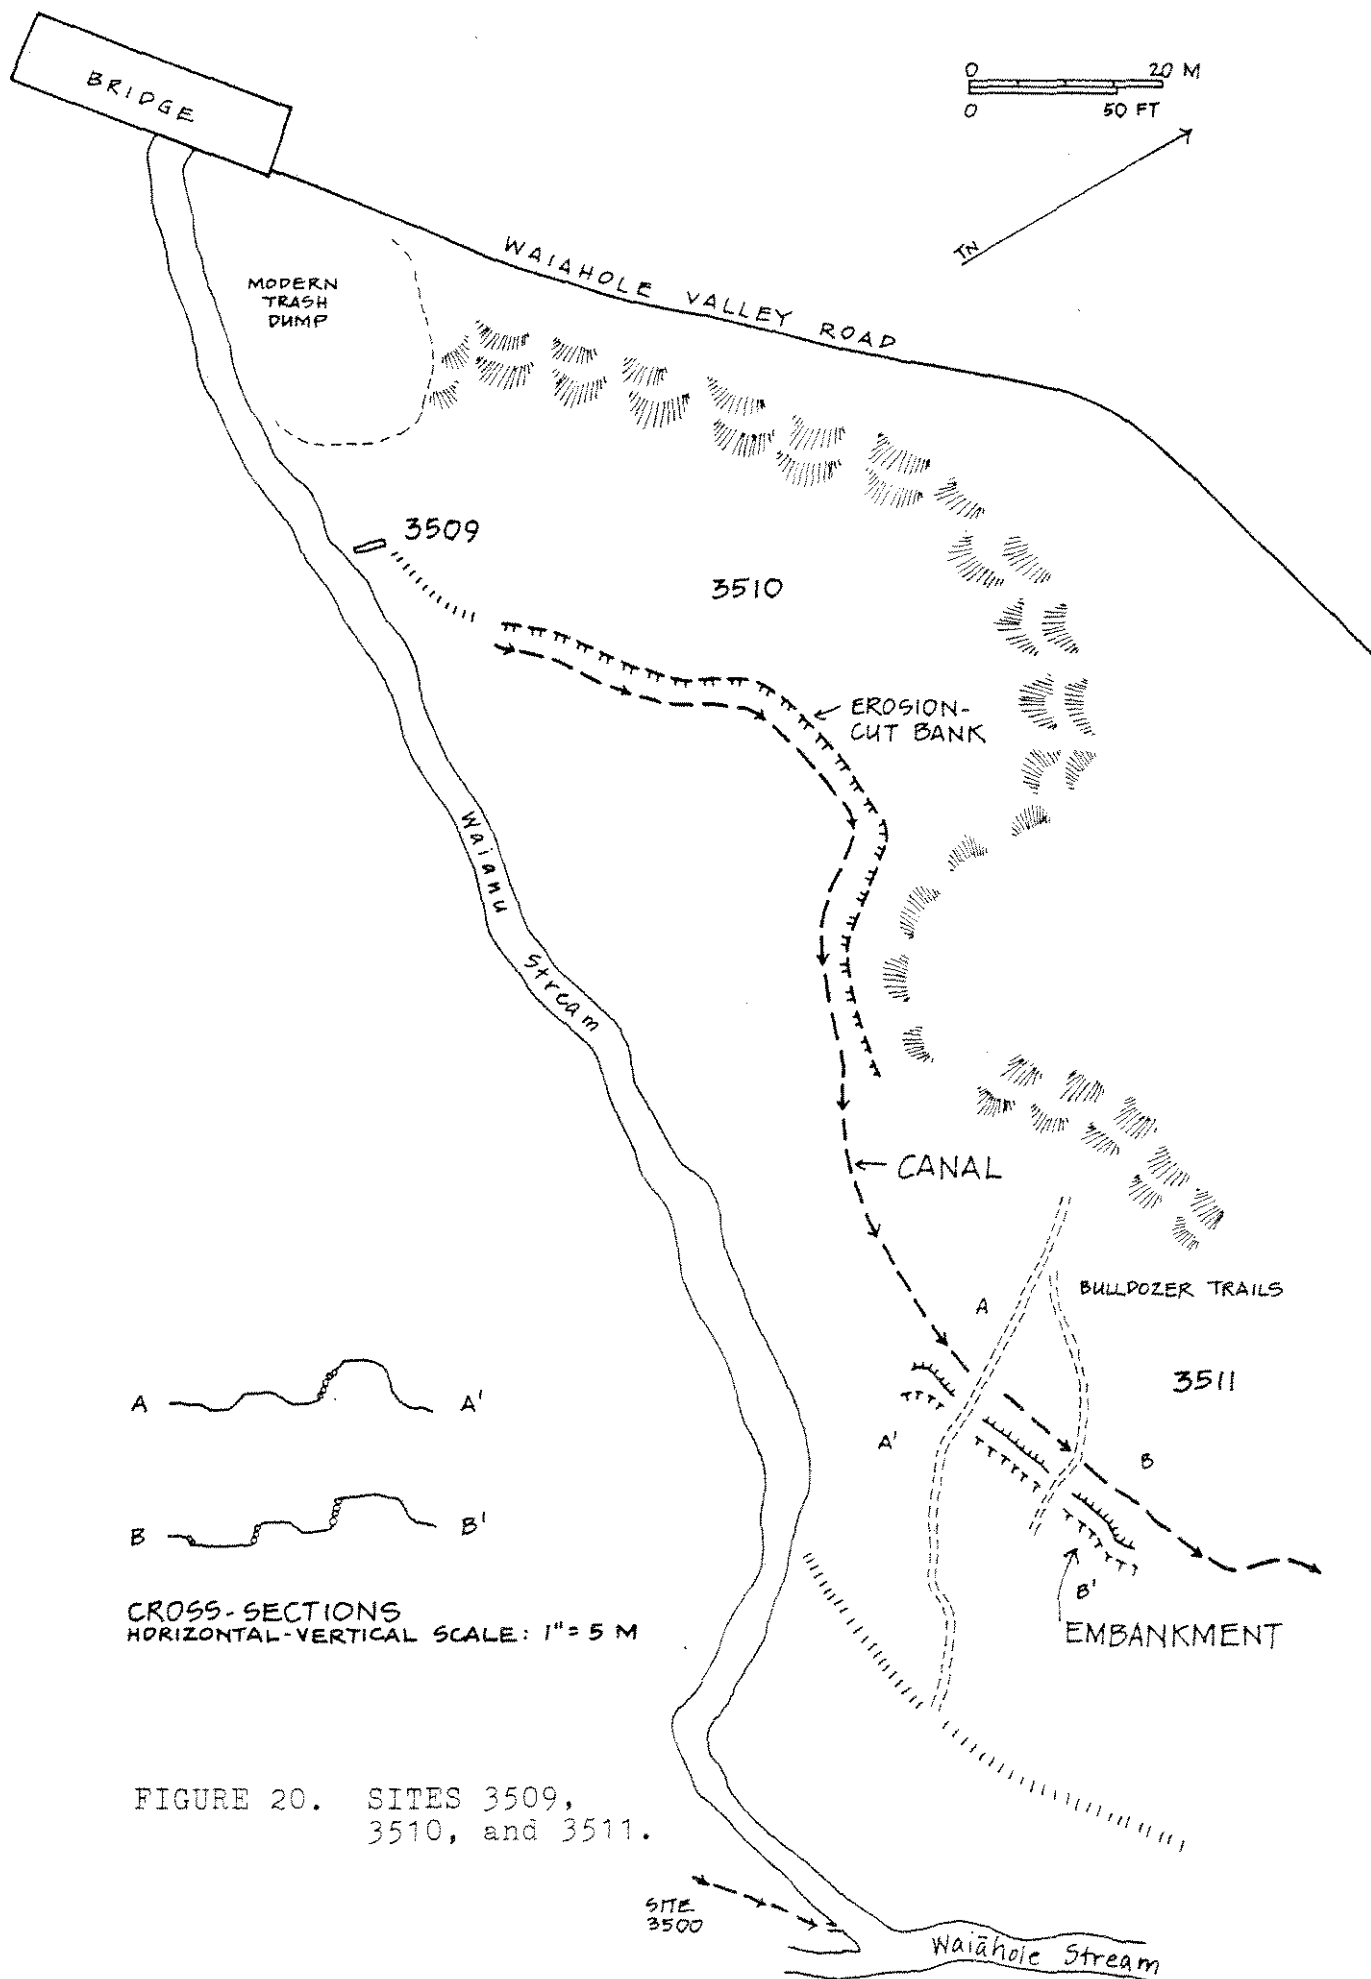 BRIDGE
0 20 M
0 50 FT
TN
WAIAHOLE VALLEY ROAD
MODERN
TRASH
DUMP
3509
3510
EROSION-
CUT BANK
Waianu Stream
CANAL
A
BULLDOZER TRAILS
3511
A'
B
B'
EMBANKMENT
A A'
B B'
CROSS-SECTIONS
HORIZONTAL-VERTICAL SCALE: 1" = 5 M
FIGURE 20. SITES 3509,
3510, and 3511.
SITE
3500
Waiāhole Stream